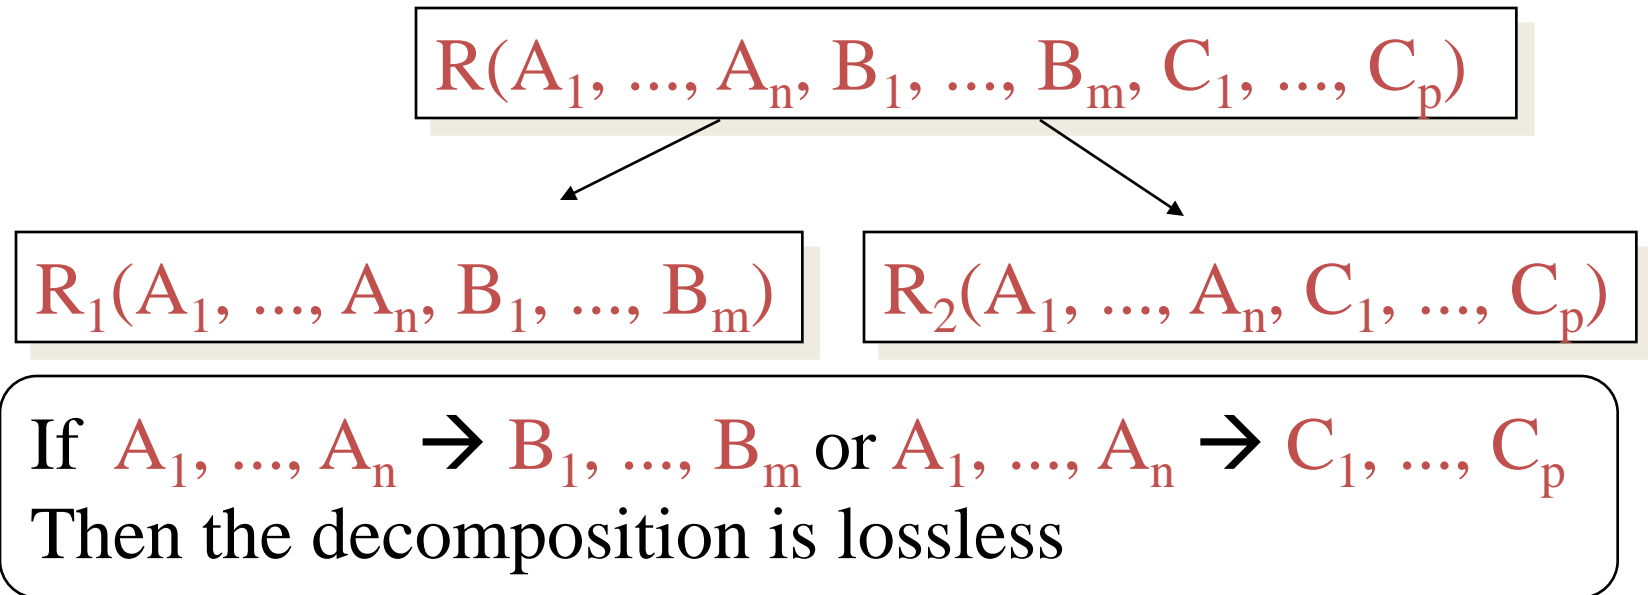 R(A₁, ..., Aₙ, B₁, ..., Bₘ, C₁, ..., Cₚ)
R₁(A₁, ..., Aₙ, B₁, ..., Bₘ)
R₂(A₁, ..., Aₙ, C₁, ..., Cₚ)
If A₁, ..., Aₙ → B₁, ..., Bₘ or A₁, ..., Aₙ → C₁, ..., Cₚ
Then the decomposition is lossless